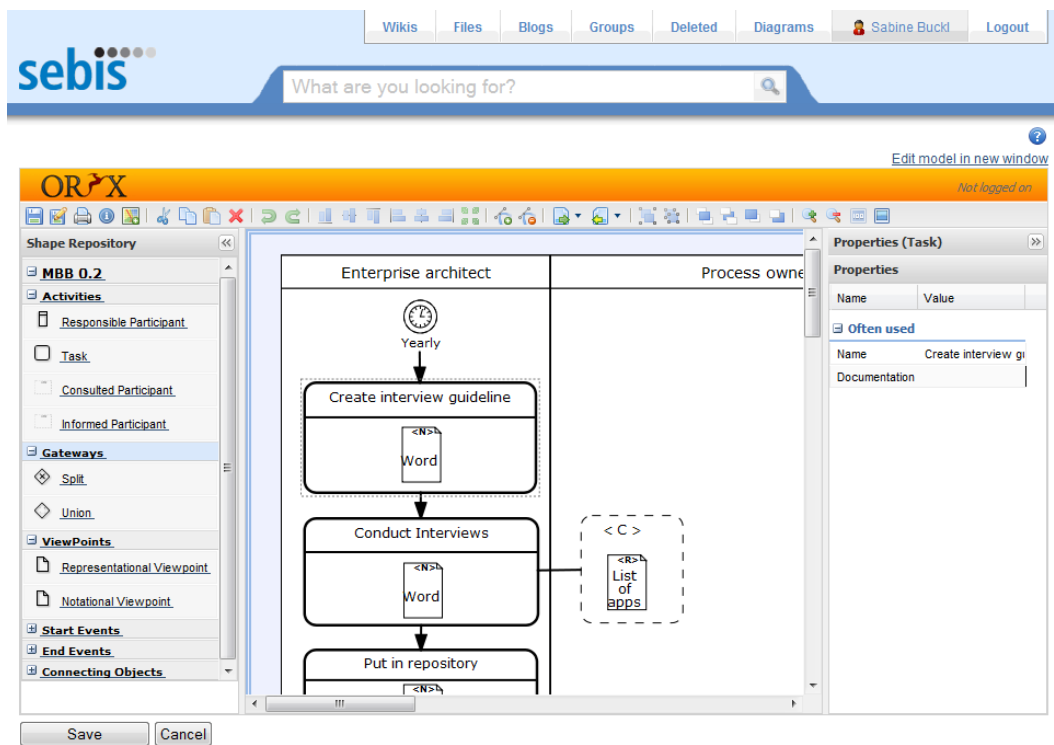 Wikis Files Blogs Groups Deleted Diagrams Sabine Buckl Logout
sebis
What are you looking for?
Edit model in new window
ORYX
Not logged on
Shape Repository
MBB 0.2
Activities
Responsible Participant
Task
Consulted Participant
Informed Participant
Gateways
Split
Union
ViewPoints
Representational Viewpoint
Notational Viewpoint
Start Events
End Events
Connecting Objects
Enterprise architect
Process owne
Yearly
Create interview guideline
<N>
Word
Conduct Interviews
<N>
Word
< C >
<R>
List
of
apps
Put in repository
<N>
Properties (Task)
Properties
Name Value
Often used
Name Create interview gu
Documentation
Save Cancel